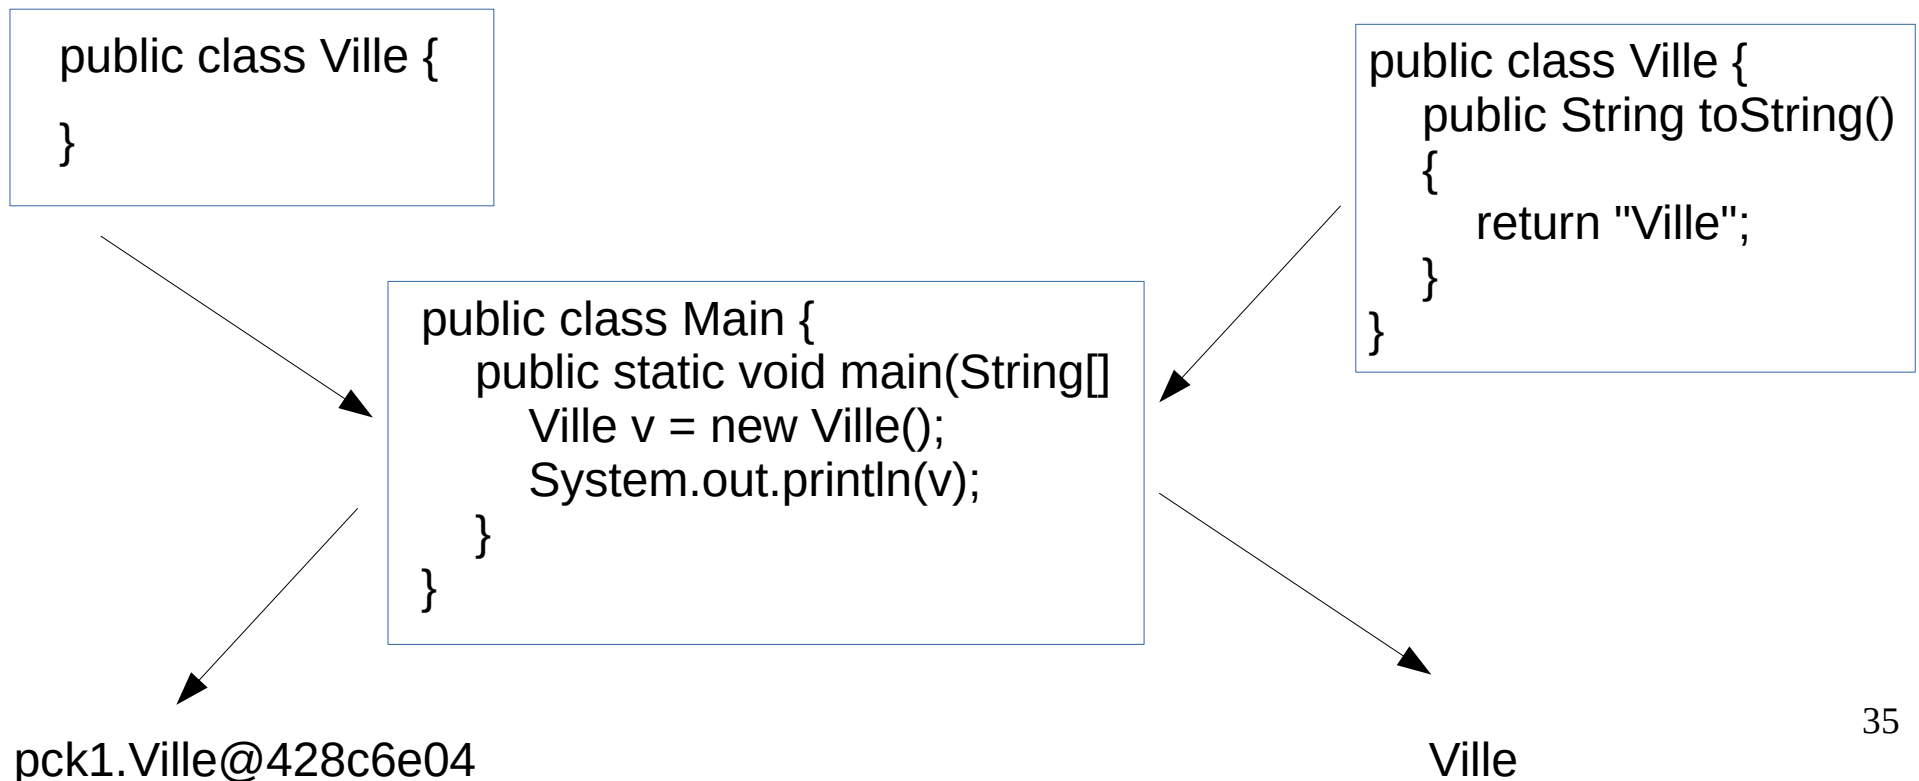 public class Ville {
}
public class Ville {
public String toString()
{
return "Ville";
}
}
public class Main {
public static void main(String[]
Ville v = new Ville();
System.out.println(v);
}
}
pck1.Ville@428c6e04
Ville
35